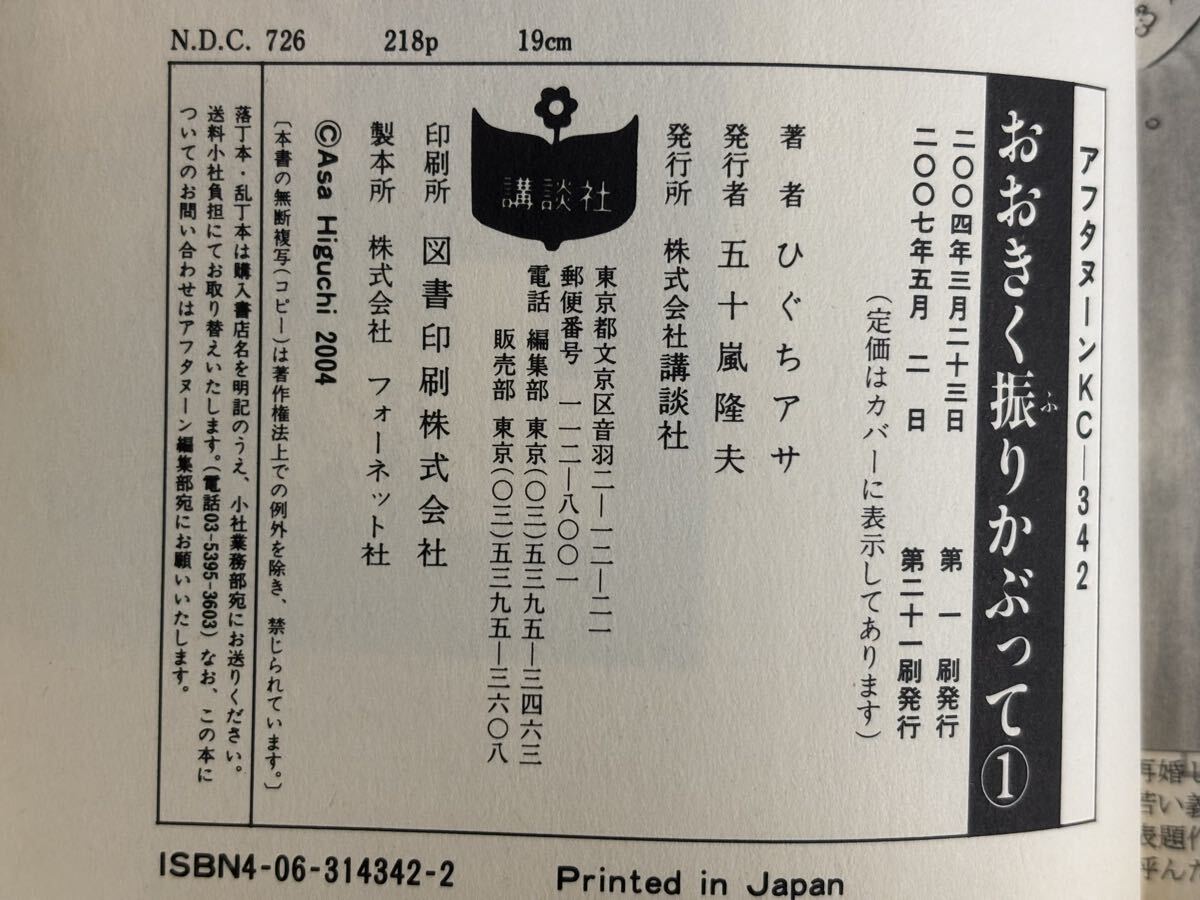 N.D.C. 726 218p 19cm
アフタヌーンKC—342
おおきく振りかぶって①
ふ
二〇〇四年三月二十三日 第一刷発行
二〇〇七年五月二日 第二十一刷発行
(定価はカバーに表示してあります)
著者 ひぐちアサ
発行者 五十嵐隆夫
発行所 株式会社講談社
東京都文京区音羽二—一二—二一
郵便番号 一一二—八〇〇一
電話 編集部 東京(〇三)五三九五—三四六三
販売部 東京(〇三)五三九五—三六〇八
講談社
印刷所 図書印刷株式会社
製本所 株式会社 フォーネット社
©Asa Higuchi 2004
〔本書の無断複写(コピー)は著作権法上での例外を除き、禁じられています。〕
落丁本・乱丁本は購入書店名を明記のうえ、小社業務部宛にお送りください。
送料小社負担にてお取り替えいたします。(電話03-5395-3603) なお、この本に
ついてのお問い合わせはアフタヌーン編集部宛にお願いいたします。
ISBN4-06-314342-2
Printed in Japan
再婚し
若い義
表題作
呼んだ